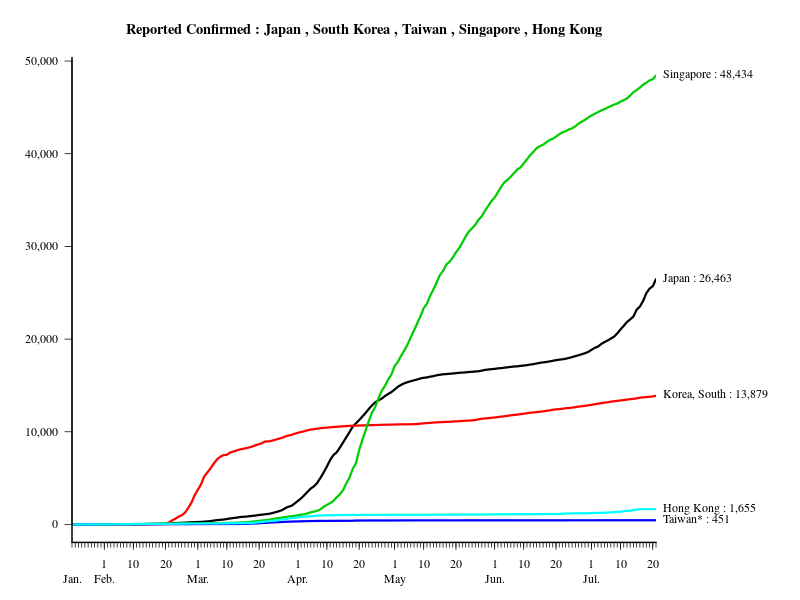 Reported Confirmed : Japan , South Korea , Taiwan , Singapore , Hong Kong
50,000
Singapore : 48,434
40,000
30,000
Japan : 26,463
20,000
Korea, South : 13,879
10,000
Hong Kong : 1,655
Taiwan* : 451
0
1 10 20 1 10 20 1 10 20 1 10 20 1 10 20 1 10 20
Jan. Feb. Mar. Apr. May Jun. Jul.